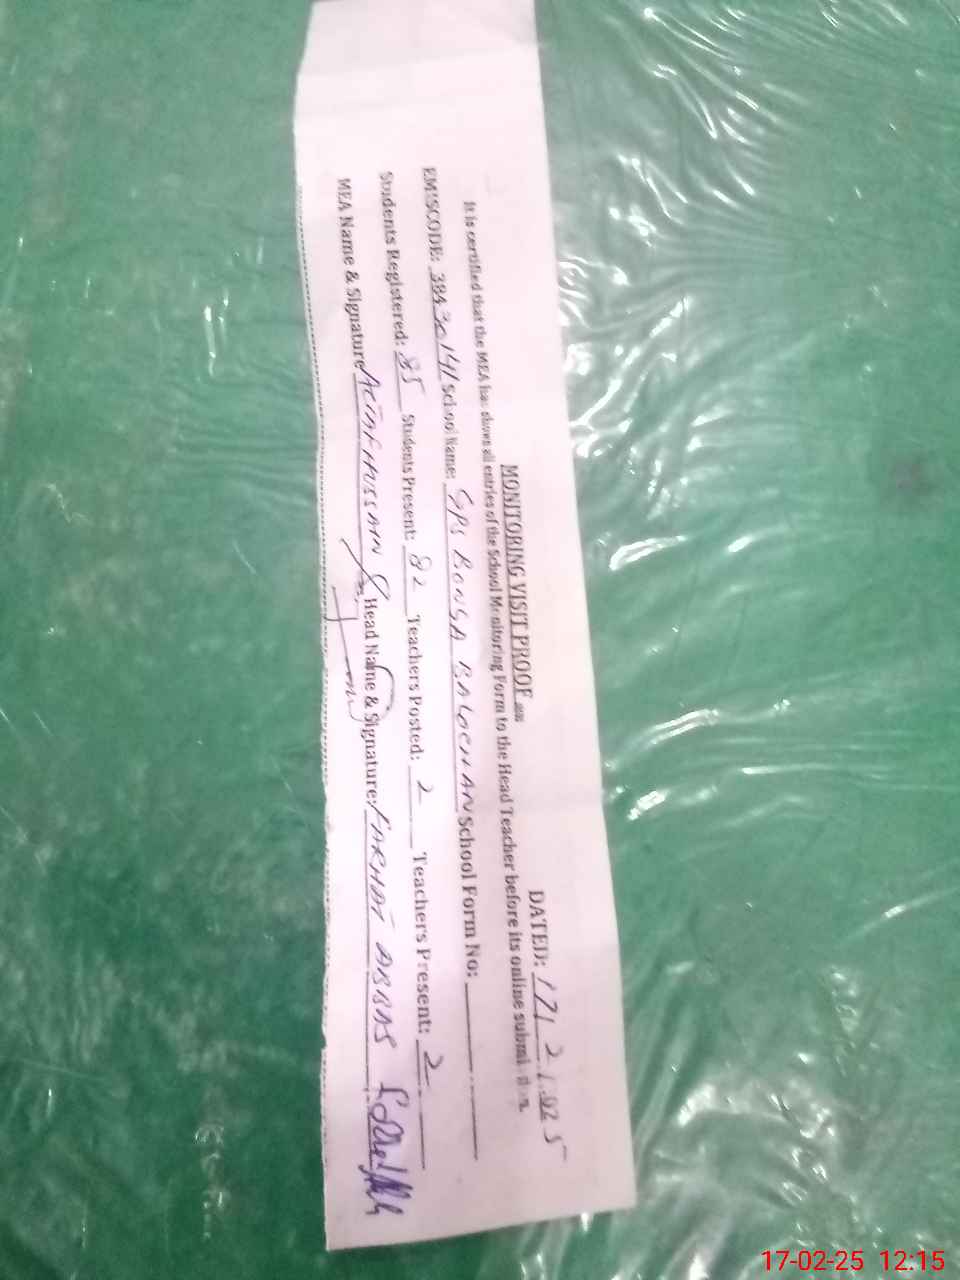 MONITORING VISIT PROOF
DATED: 17/ 2 /2025
It is certified that the MEA has shown all entries of the School Monitoring Form to the Head Teacher before its online submission.
EMISCODE: 38430141 School Name: GPS BONGA BALOCHAN School Form No:
Students Registered: 85 Students Present: 82 Teachers Posted: 2 Teachers Present: 2
MEA Name & Signature HUSSAIN Head Name & Signature: FARHAT ABBAS
17-02-25 12:15